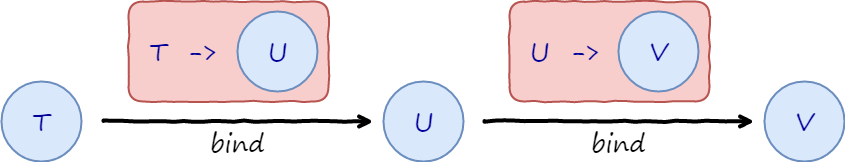 T -> U
U -> V
T
U
V
bind
bind